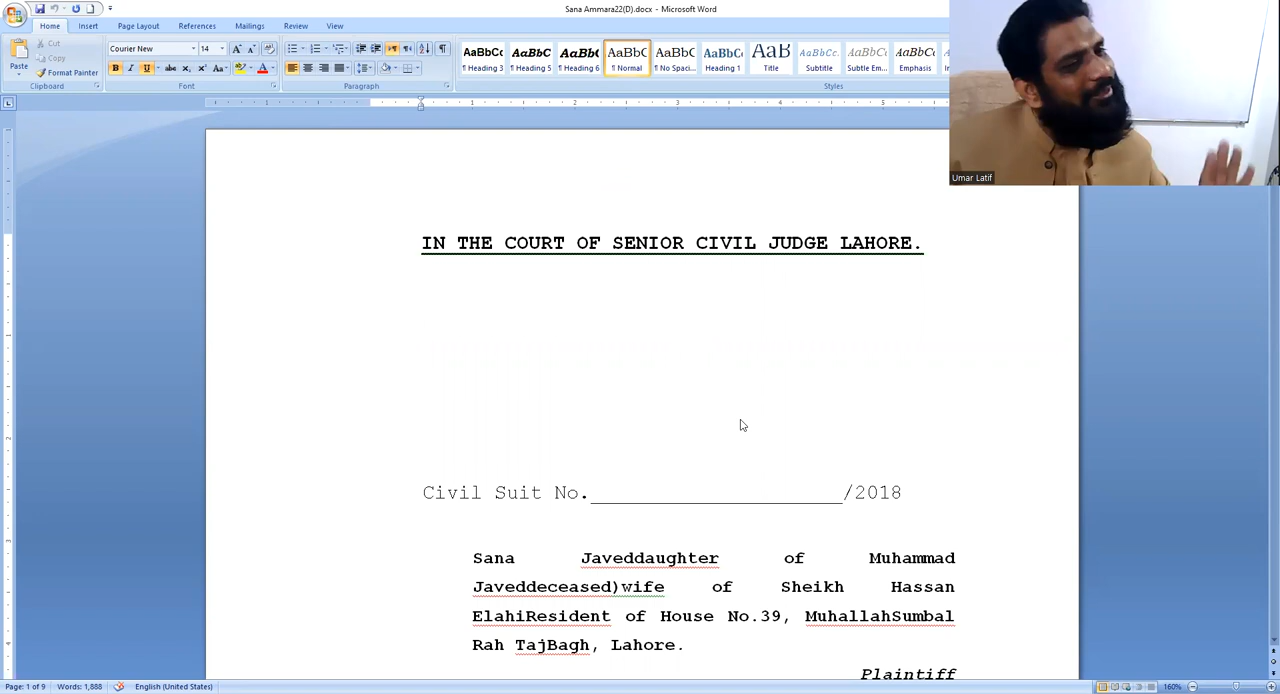 Sana Ammara22(D).docx - Microsoft Word
Home Insert Page Layout References Mailings Review View
Paste
Cut
Copy
Format Painter
Clipboard
Courier New 14
Font
Paragraph
AaBbCc AaBbC AaBbC AaBbC AaBbCc AaBbC AaB AaBbCc. AaBbCc AaBbCc
¶ Heading 3 ¶ Heading 5 ¶ Heading 6 ¶ Normal ¶ No Spaci... Heading 1 Title Subtitle Subtle Em... Emphasis
Styles
Umar Latif
IN THE COURT OF SENIOR CIVIL JUDGE LAHORE.
Civil Suit No._____________________/2018
Sana Javeddaughter of Muhammad
Javeddeceased)wife of Sheikh Hassan
ElahiResident of House No.39, MuhallahSumbal
Rah TajBagh, Lahore.
Plaintiff
Page: 1 of 9 Words: 1,888 English (United States) 160%